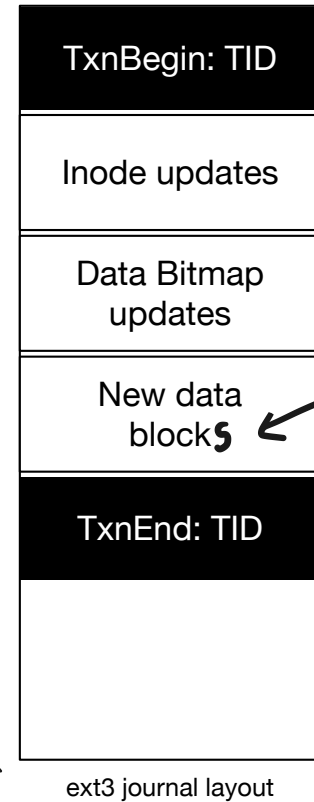 TxnBegin: TID
Inode updates
Data Bitmap
updates
New data
blocks
TxnEnd: TID
ext3 journal layout